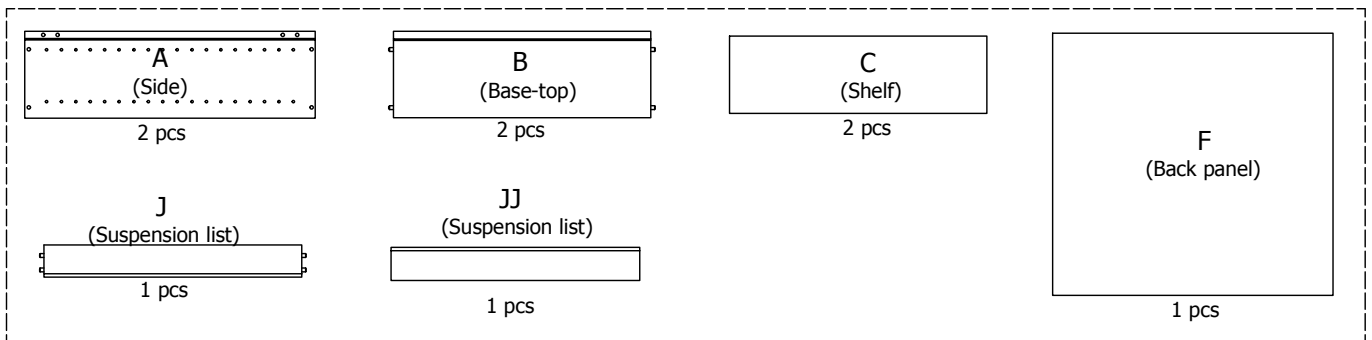 A
(Side)
2 pcs
B
(Base-top)
2 pcs
C
(Shelf)
2 pcs
F
(Back panel)
1 pcs
J
(Suspension list)
1 pcs
JJ
(Suspension list)
1 pcs